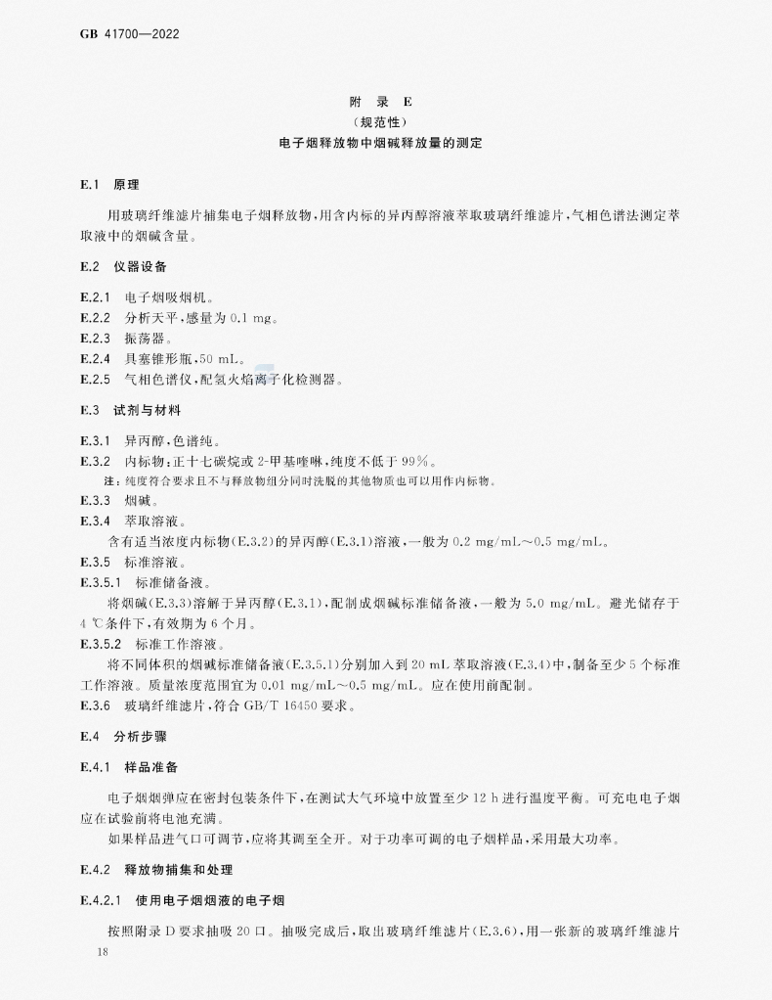 GB 41700—2022
附 录 E
(规范性)
电子烟释放物中烟碱释放量的测定
E.1 原理
用玻璃纤维滤片捕集电子烟释放物,用含内标的异丙醇溶液萃取玻璃纤维滤片,气相色谱法测定萃
取液中的烟碱含量。
E.2 仪器设备
E.2.1 电子烟吸烟机。
E.2.2 分析天平,感量为 0.1 mg。
E.2.3 振荡器。
E.2.4 具塞锥形瓶,50 mL。
E.2.5 气相色谱仪,配氢火焰离子化检测器。
E.3 试剂与材料
E.3.1 异丙醇,色谱纯。
E.3.2 内标物:正十七碳烷或 2-甲基喹啉,纯度不低于 99%。
注:纯度符合要求且不与释放物组分同时洗脱的其他物质也可以用作内标物。
E.3.3 烟碱。
E.3.4 萃取溶液。
含有适当浓度内标物(E.3.2)的异丙醇(E.3.1)溶液,一般为 0.2 mg/mL～0.5 mg/mL。
E.3.5 标准溶液。
E.3.5.1 标准储备液。
将烟碱(E.3.3)溶解于异丙醇(E.3.1),配制成烟碱标准储备液,一般为 5.0 mg/mL。避光储存于
4 ℃条件下,有效期为 6 个月。
E.3.5.2 标准工作溶液。
将不同体积的烟碱标准储备液(E.3.5.1)分别加入到 20 mL 萃取溶液(E.3.4)中,制备至少 5 个标准
工作溶液。质量浓度范围宜为 0.01 mg/mL～0.5 mg/mL。应在使用前配制。
E.3.6 玻璃纤维滤片,符合 GB/T 16450 要求。
E.4 分析步骤
E.4.1 样品准备
电子烟烟弹应在密封包装条件下,在测试大气环境中放置至少 12 h 进行温度平衡。可充电电子烟
应在试验前将电池充满。
如果样品进气口可调节,应将其调至全开。对于功率可调的电子烟样品,采用最大功率。
E.4.2 释放物捕集和处理
E.4.2.1 使用电子烟烟液的电子烟
按照附录 D 要求抽吸 20 口。抽吸完成后,取出玻璃纤维滤片(E.3.6),用一张新的玻璃纤维滤片
18